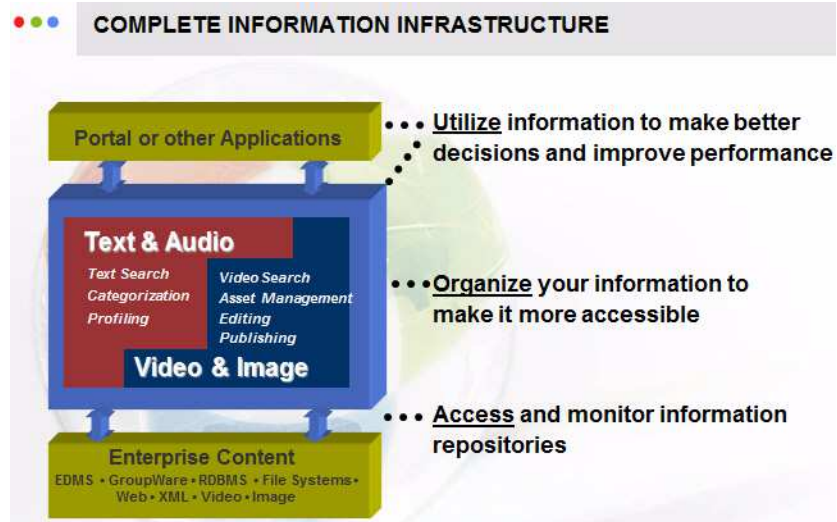 COMPLETE INFORMATION INFRASTRUCTURE
Portal or other Applications
Utilize information to make better
decisions and improve performance
Text & Audio
Text Search
Categorization
Profiling
Video Search
Asset Management
Editing
Publishing
Video & Image
Organize your information to
make it more accessible
Access and monitor information
repositories
Enterprise Content
EDMS • GroupWare • RDBMS • File Systems •
Web • XML • Video • Image